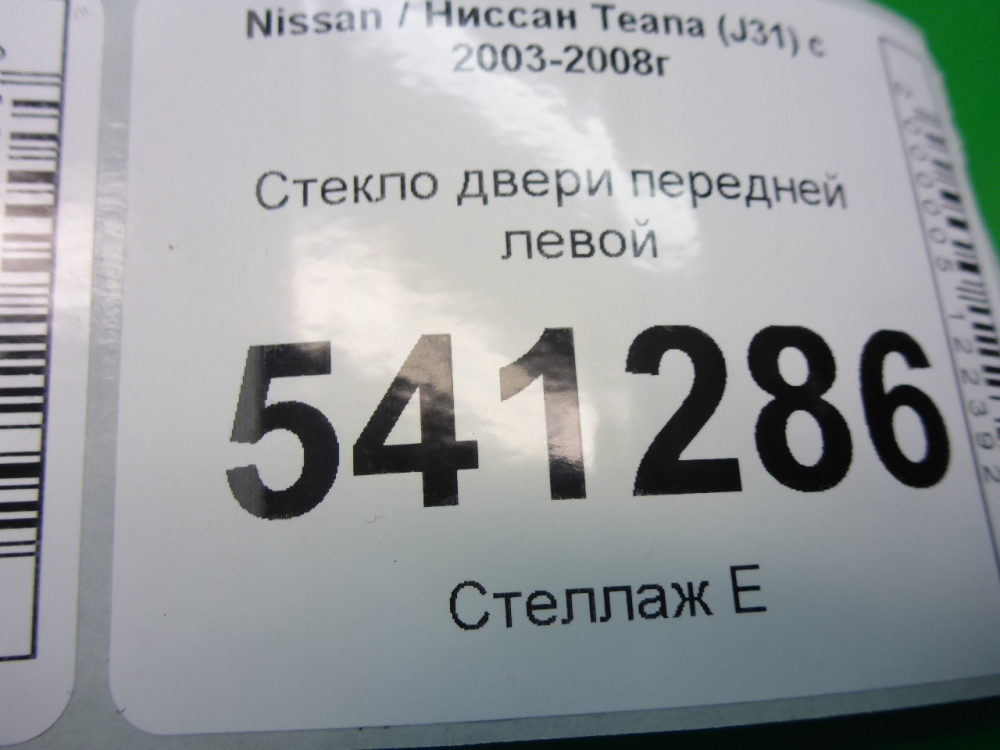 Nissan / Ниссан Teana (J31) с
2003-2008г
Стекло двери передней
левой
541286
Стеллаж Е